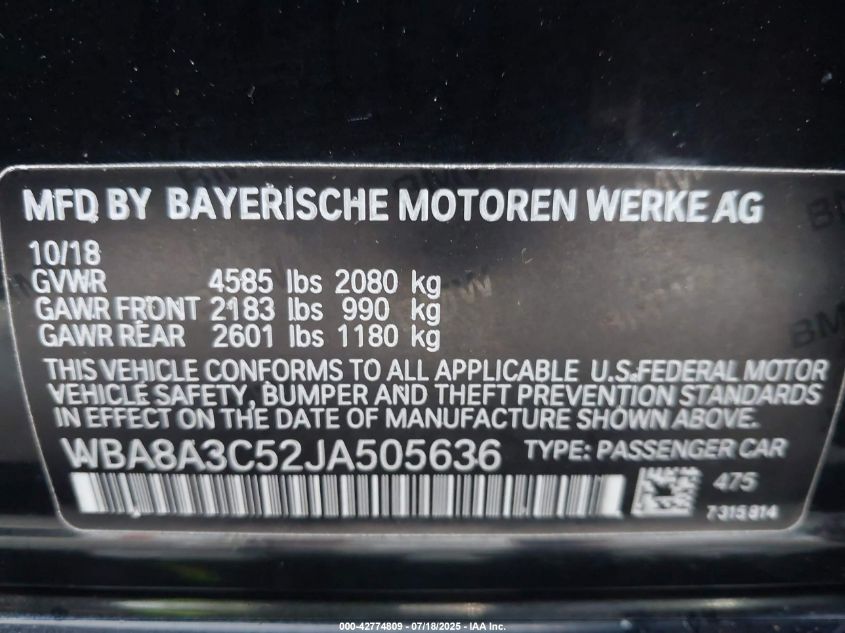 MFD BY BAYERISCHE MOTOREN WERKE AG
10/18
GVWR 4585 lbs 2080 kg
GAWR FRONT 2183 lbs 990 kg
GAWR REAR 2601 lbs 1180 kg
THIS VEHICLE CONFORMS TO ALL APPLICABLE U.S.FEDERAL MOTOR
VEHICLE SAFETY, BUMPER AND THEFT PREVENTION STANDARDS
IN EFFECT ON THE DATE OF MANUFACTURE SHOWN ABOVE.
WBA8A3C52JA505636 TYPE: PASSENGER CAR
475
7315814
000-42774809 - 07/18/2025 - IAA Inc.